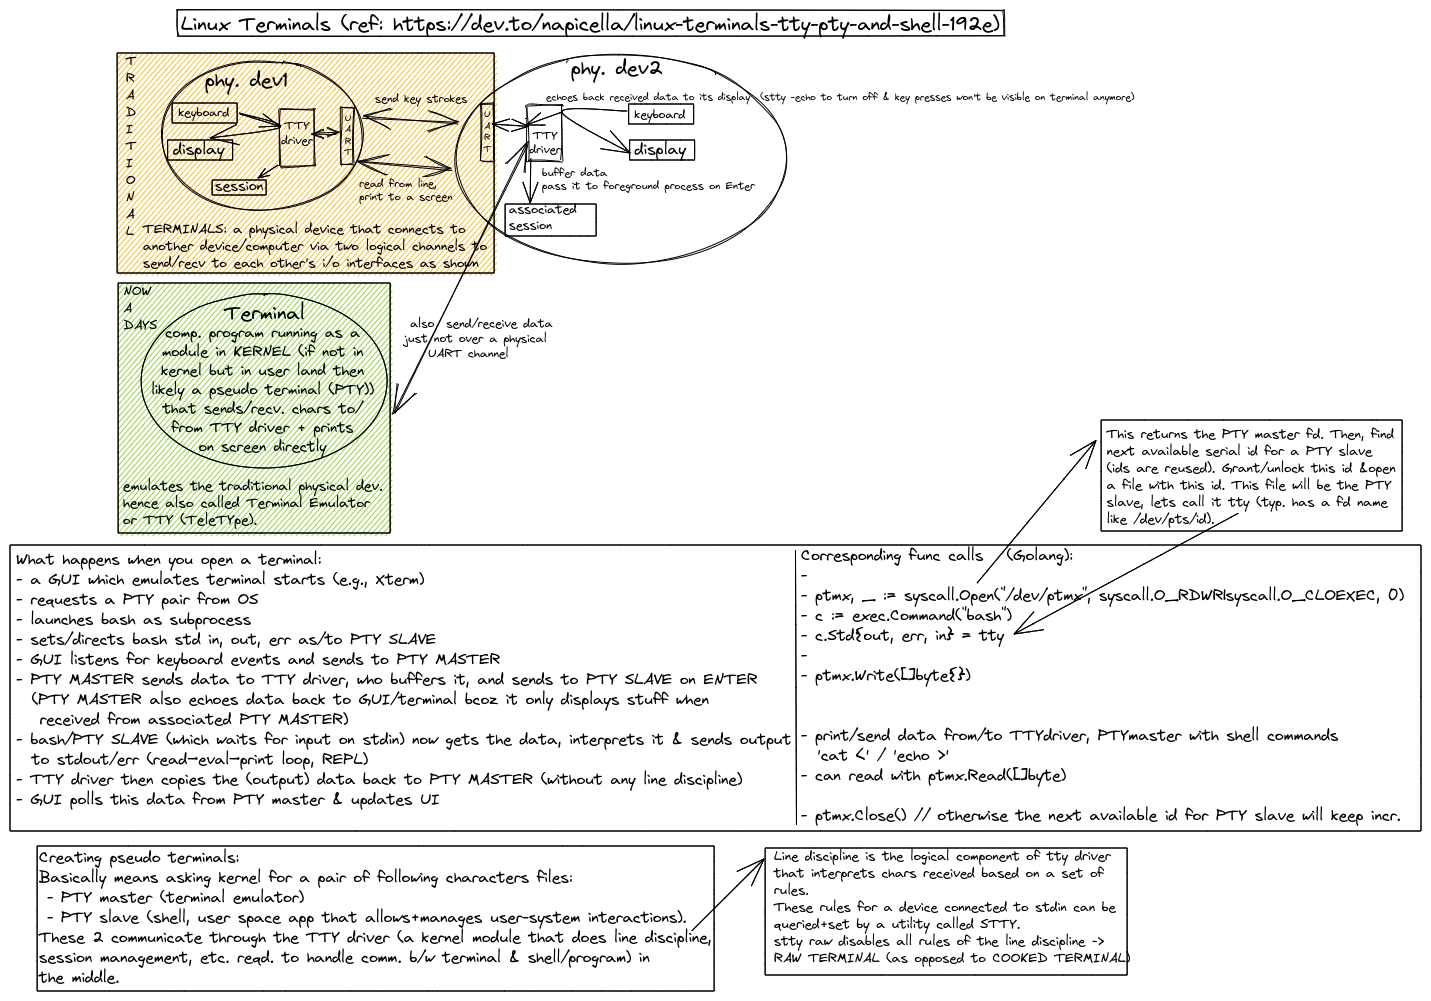 Linux Terminals (ref: https://dev.to/napicella/linux-terminals-tty-pty-and-shell-192e)
T
R
A
D
I
T
I
O
N
A
L
phy. dev1
keyboard
display
session
TTY
driver
U
A
R
T
send key strokes
read from line,
print to a screen
TERMINALS: a physical device that connects to
another device/computer via two logical channels to
send/recv to each other's i/o interfaces as shown
phy. dev2
echoes back received data to its display (stty -echo to turn off & key presses won't be visible on terminal anymore)
U
A
R
T
TTY
driver
keyboard
display
buffer data
pass it to foreground process on Enter
associated
session
NOW
A
DAYS
Terminal
comp. program running as a
module in KERNEL (if not in
kernel but in user land then
likely a pseudo terminal (PTY))
that sends/recv. chars to/
from TTY driver + prints
on screen directly
emulates the traditional physical dev.
hence also called Terminal Emulator
or TTY (TeleTYpe).
also, send/receive data
just not over a physical
UART channel
This returns the PTY master fd. Then, find
next available serial id for a PTY slave
(ids are reused). Grant/unlock this id &open
a file with this id. This file will be the PTY
slave, lets call it tty (typ. has a fd name
like /dev/pts/id).
What happens when you open a terminal:
- a GUI which emulates terminal starts (e.g., Xterm)
- requests a PTY pair from OS
- launches bash as subprocess
- sets/directs bash std in, out, err as/to PTY SLAVE
- GUI listens for keyboard events and sends to PTY MASTER
- PTY MASTER sends data to TTY driver, who buffers it, and sends to PTY SLAVE on ENTER
(PTY MASTER also echoes data back to GUI/terminal bcoz it only displays stuff when
received from associated PTY MASTER)
- bash/PTY SLAVE (which waits for input on stdin) now gets the data, interprets it & sends output
to stdout/err (read-eval-print loop, REPL)
- TTY driver then copies the (output) data back to PTY MASTER (without any line discipline)
- GUI polls this data from PTY master & updates UI
Corresponding func calls (Golang):
-
- ptmx, _ := syscall.Open("/dev/ptmx", syscall.O_RDWR|syscall.O_CLOEXEC, 0)
- c := exec.Command("bash")
- c.Std{out, err, in} = tty
-
- ptmx.Write([]byte{})
- print/send data from/to TTYdriver, PTYmaster with shell commands
'cat <' / 'echo >'
- can read with ptmx.Read([]byte)
- ptmx.Close() // otherwise the next available id for PTY slave will keep incr.
Creating pseudo terminals:
Basically means asking kernel for a pair of following characters files:
- PTY master (terminal emulator)
- PTY slave (shell, user space app that allows+manages user-system interactions).
These 2 communicate through the TTY driver (a kernel module that does line discipline,
session management, etc. reqd. to handle comm. b/w terminal & shell/program) in
the middle.
Line discipline is the logical component of tty driver
that interprets chars received based on a set of
rules.
These rules for a device connected to stdin can be
queried+set by a utility called STTY.
stty raw disables all rules of the line discipline ->
RAW TERMINAL (as opposed to COOKED TERMINAL)